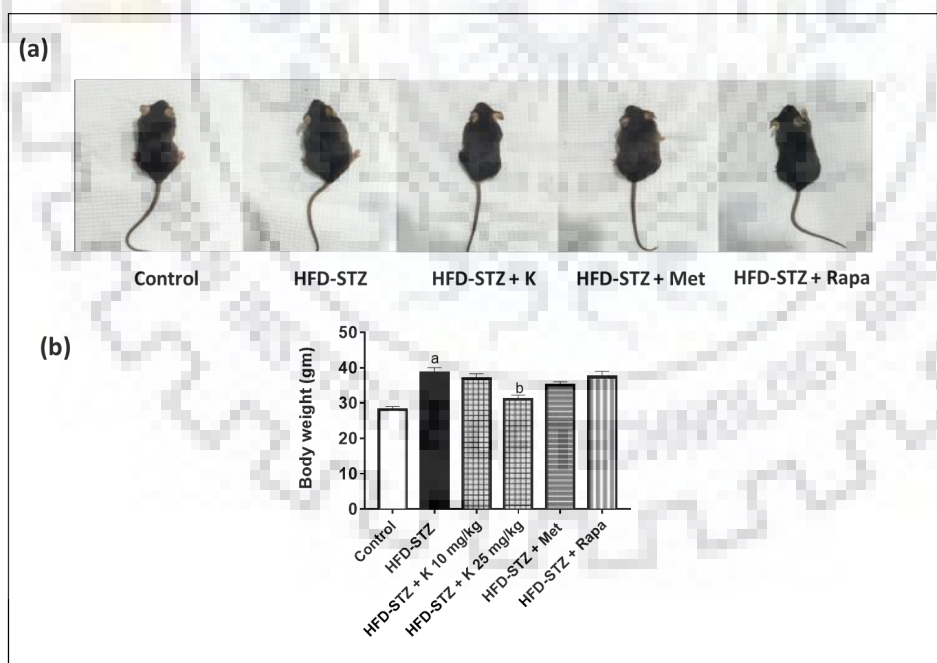 (a)
Control HFD-STZ HFD-STZ + K HFD-STZ + Met HFD-STZ + Rapa
(b)
Body weight (gm)
50
40
30
20
10
0
a
b
Control
HFD-STZ
HFD-STZ + K 10 mg/kg
HFD-STZ + K 25 mg/kg
HFD-STZ + Met
HFD-STZ + Rapa